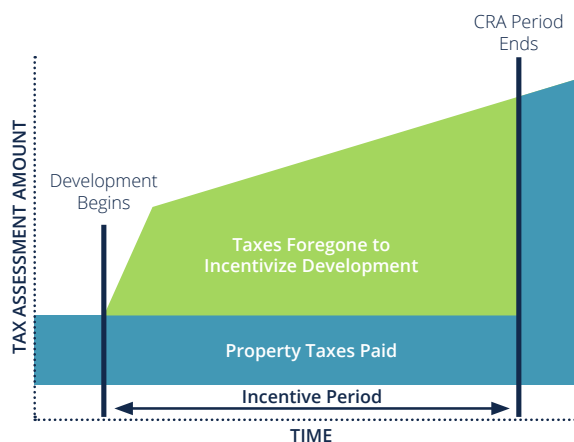 CRA Period
Ends
Development
Begins
TAX ASSESSMENT AMOUNT
Taxes Foregone to
Incentivize Development
Property Taxes Paid
Incentive Period
TIME